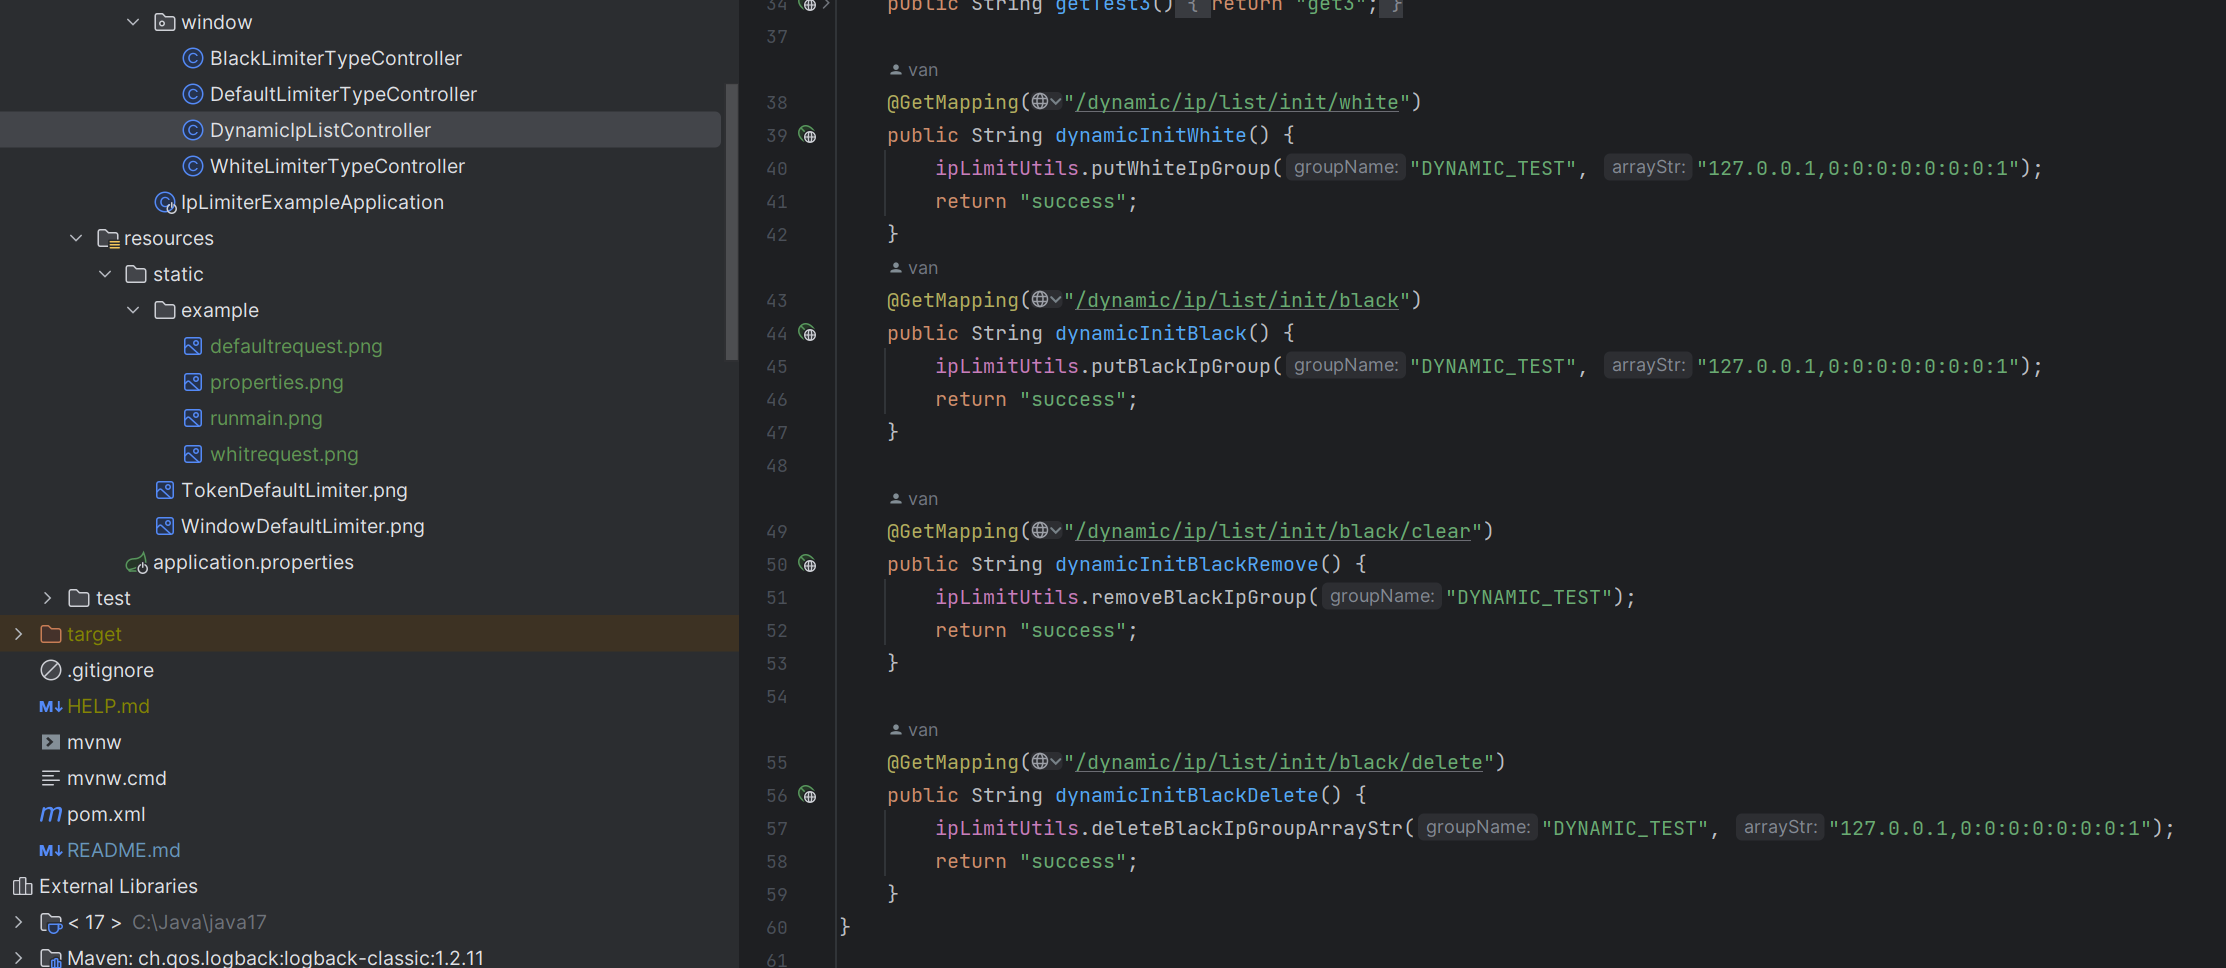 window
BlackLimiterTypeController
DefaultLimiterTypeController
DynamicIpListController
WhiteLimiterTypeController
IpLimiterExampleApplication
resources
static
example
defaultrequest.png
properties.png
runmain.png
whitrequest.png
TokenDefaultLimiter.png
WindowDefaultLimiter.png
application.properties
test
target
.gitignore
M↓ HELP.md
mvnw
mvnw.cmd
m pom.xml
M↓ README.md
External Libraries
< 17 > C:\Java\java17
Maven: ch.qos.logback:logback-classic:1.2.11
34 public String getTest3() { return "get3"; }
37
van
38 @GetMapping("/dynamic/ip/list/init/white")
39 public String dynamicInitWhite() {
40 ipLimitUtils.putWhiteIpGroup( groupName: "DYNAMIC_TEST", arrayStr: "127.0.0.1,0:0:0:0:0:0:0:1");
41 return "success";
42 }
van
43 @GetMapping("/dynamic/ip/list/init/black")
44 public String dynamicInitBlack() {
45 ipLimitUtils.putBlackIpGroup( groupName: "DYNAMIC_TEST", arrayStr: "127.0.0.1,0:0:0:0:0:0:0:1");
46 return "success";
47 }
48
van
49 @GetMapping("/dynamic/ip/list/init/black/clear")
50 public String dynamicInitBlackRemove() {
51 ipLimitUtils.removeBlackIpGroup( groupName: "DYNAMIC_TEST");
52 return "success";
53 }
54
van
55 @GetMapping("/dynamic/ip/list/init/black/delete")
56 public String dynamicInitBlackDelete() {
57 ipLimitUtils.deleteBlackIpGroupArrayStr( groupName: "DYNAMIC_TEST", arrayStr: "127.0.0.1,0:0:0:0:0:0:0:1");
58 return "success";
59 }
60 }
61